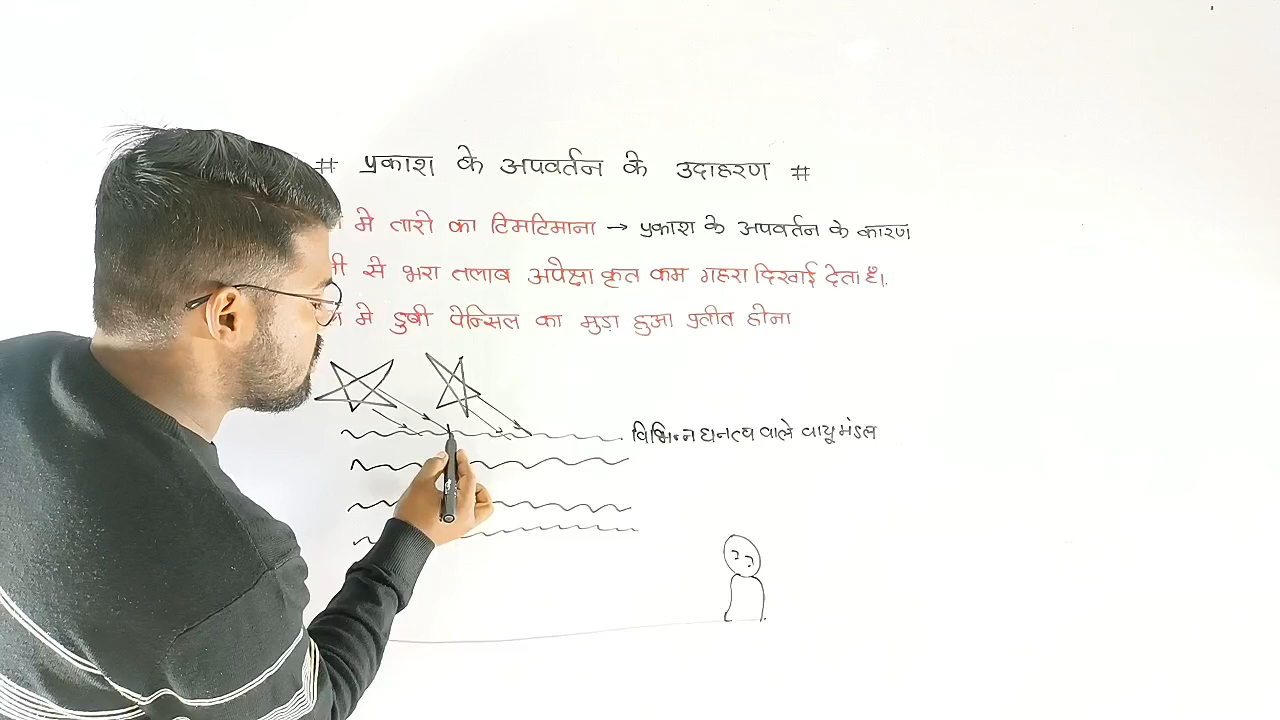 # प्रकाश के अपवर्तन के उदाहरण #
मे तारो का टिमटिमाना → प्रकाश के अपवर्तन के कारण
से भरा तलाब अपेक्षा कृत कम गहरा दिखाई देता है।
मे डुबी पेन्सिल का मुड़ा हुआ प्रतीत होना
विभिन्न घनत्व वाले वायू मंडल